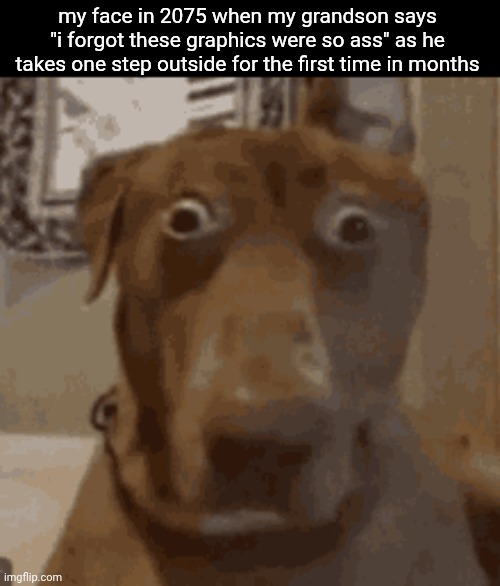 my face in 2075 when my grandson says
"i forgot these graphics were so ass" as he
takes one step outside for the first time in months
imgflip.com